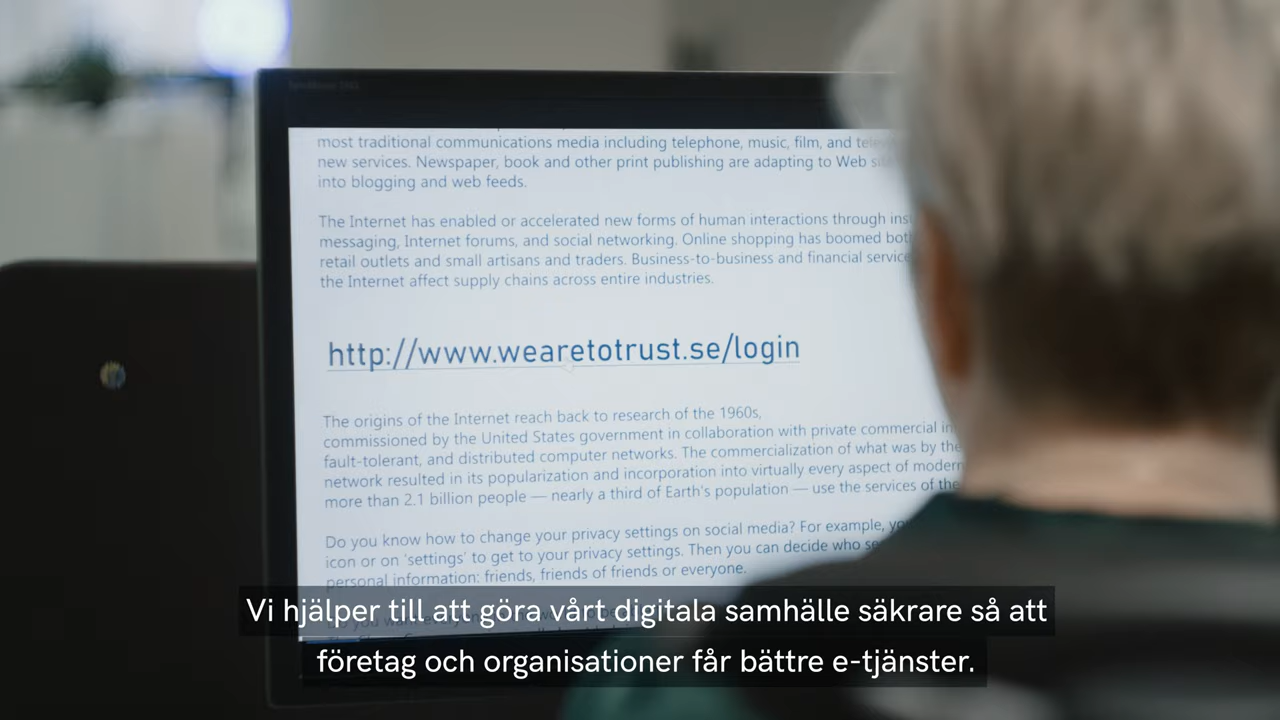 most traditional communications media including telephone, music, film, and
new services. Newspaper, book and other print publishing are adapting to Web
into blogging and web feeds.
The Internet has enabled or accelerated new forms of human interactions through
messaging, Internet forums, and social networking. Online shopping has boomed
retail outlets and small artisans and traders. Business-to-business and financial
the Internet affect supply chains across entire industries.
http://www.wearetotrust.se/login
The origins of the Internet reach back to research of the 1960s,
commissioned by the United States government in collaboration with private commercial
fault-tolerant, and distributed computer networks. The commercialization of what was by the
network resulted in its popularization and incorporation into virtually every aspect of modern
more than 2.1 billion people — nearly a third of Earth's population — use the services of the
Do you know how to change your privacy settings on social media? For example,
icon or on 'settings' to get to your privacy settings. Then you can decide who
personal information: friends, friends of friends or everyone.
Vi hjälper till att göra vårt digitala samhälle säkrare så att
företag och organisationer får bättre e-tjänster.